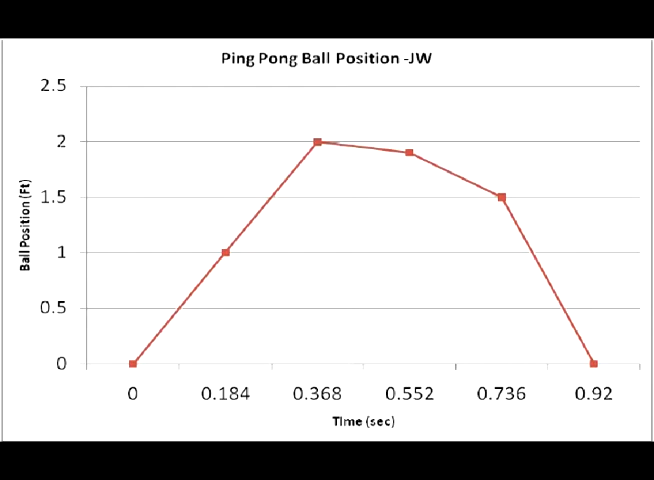 Ping Pong Ball Position -JW
2.5
2
1.5
1
0.5
0
Ball Position (Ft)
0 0.184 0.368 0.552 0.736 0.92
Time (sec)